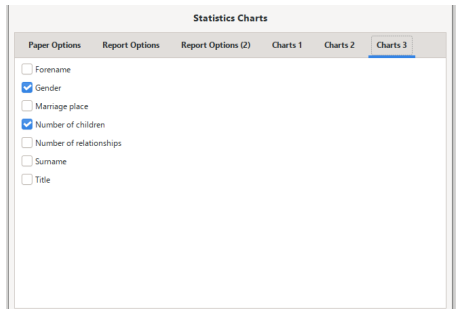 Statistics Charts
Paper Options Report Options Report Options (2) Charts 1 Charts 2 Charts 3
Forename
Gender
Marriage place
Number of children
Number of relationships
Surname
Title